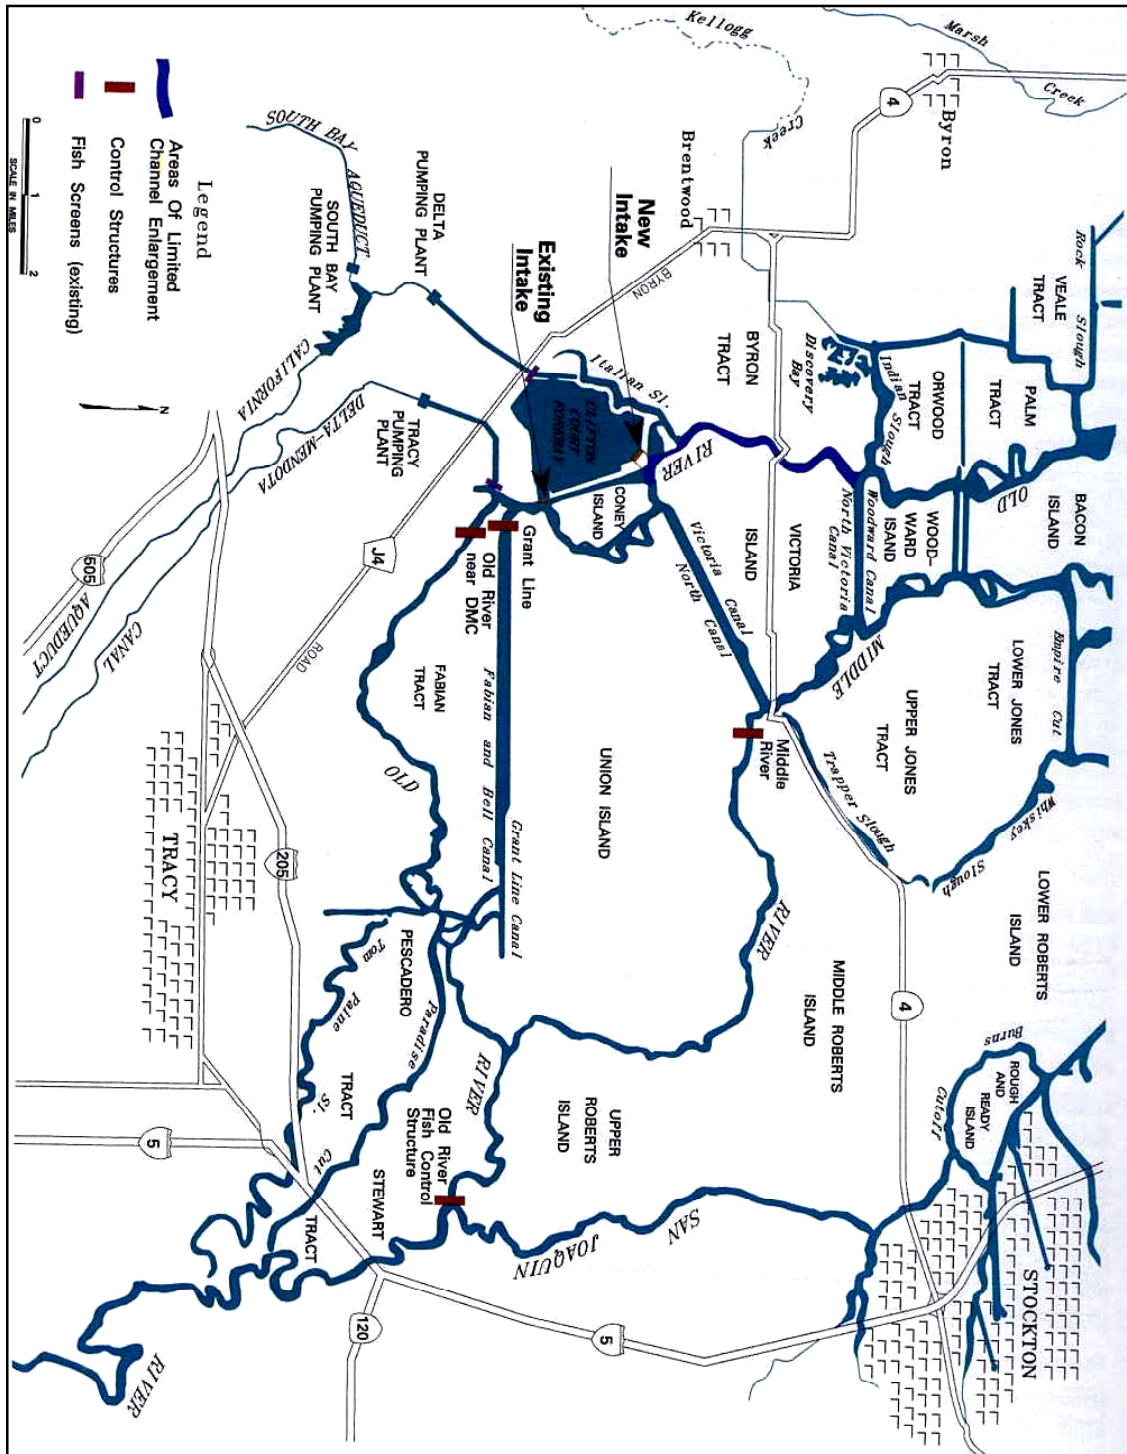 Marsh
Creek
Kellogg
Creek
4
Byron
Brentwood
Rock Slough
VEALE
TRACT
PALM
TRACT
ORWOOD
TRACT
Indian Slough
Discovery
Bay
BYRON
TRACT
BACON
ISLAND
OLD
RIVER
WOOD-
WARD
ISLAND
Woodward Canal
North Victoria
Canal
VICTORIA
ISLAND
Victoria Canal
North Canal
Empire Cut
LOWER JONES
TRACT
UPPER JONES
TRACT
MIDDLE
RIVER
Whiskey
Slough
Trapper Slough
Middle
River
LOWER ROBERTS
ISLAND
MIDDLE ROBERTS
ISLAND
UPPER
ROBERTS
ISLAND
4
Burns
Cutoff
ROUGH AND
READY
ISLAND
STOCKTON
SAN
JOAQUIN
RIVER
5
120
5
New
Intake
Existing
Intake
BYRON
ROAD
J4
Italian Sl.
CLIFTON
COURT
FOREBAY
CONEY
ISLAND
UNION ISLAND
Grant Line
Old River
near DMC
Fabian and Bell Canal
Grant Line Canal
FABIAN
TRACT
OLD
RIVER
PESCADERO
TRACT
Paradise
Cut
Tom Paine Sl.
STEWART
TRACT
Old River
Fish Control
Structure
DELTA
PUMPING PLANT
SOUTH BAY AQUEDUCT
SOUTH BAY
PUMPING PLANT
TRACY
PUMPING
PLANT
CALIFORNIA
AQUEDUCT
DELTA-MENDOTA
CANAL
505
205
TRACY
Legend
Areas Of Limited
Channel Enlargement
Control Structures
Fish Screens (existing)
N
0 1 2
SCALE IN MILES